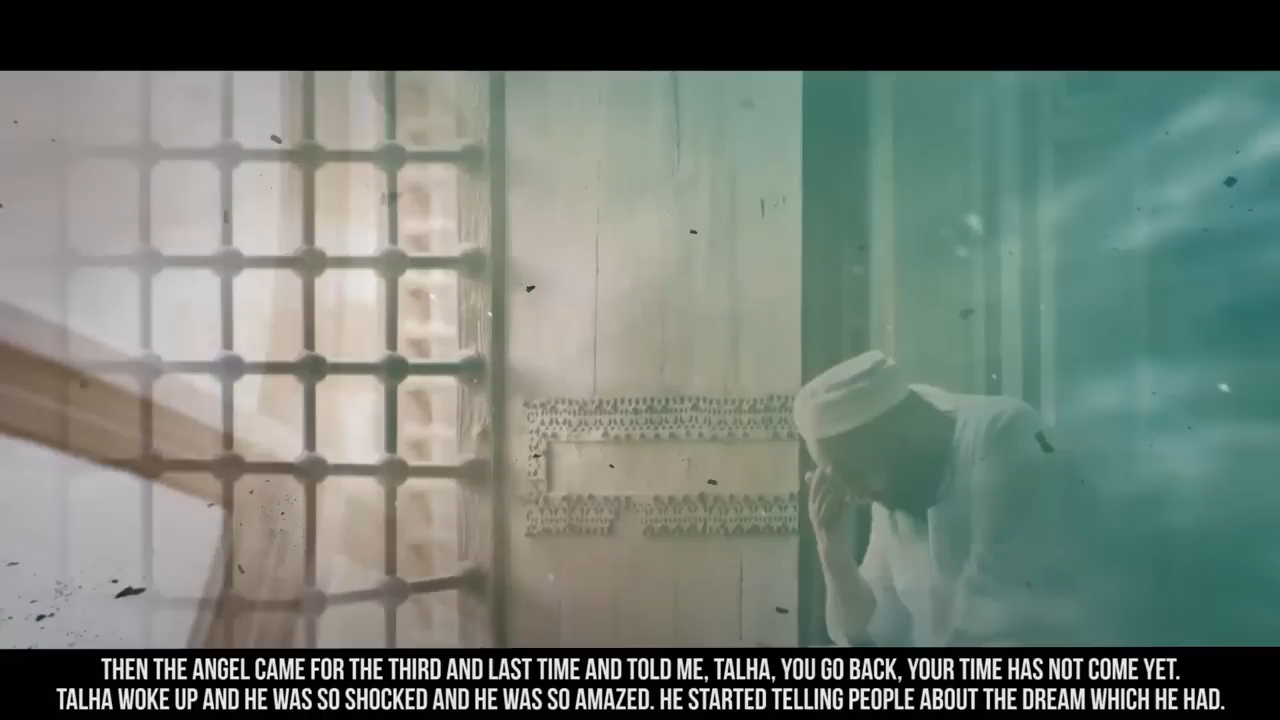 THEN THE ANGEL CAME FOR THE THIRD AND LAST TIME AND TOLD ME, TALHA, YOU GO BACK, YOUR TIME HAS NOT COME YET.
TALHA WOKE UP AND HE WAS SO SHOCKED AND HE WAS SO AMAZED. HE STARTED TELLING PEOPLE ABOUT THE DREAM WHICH HE HAD.